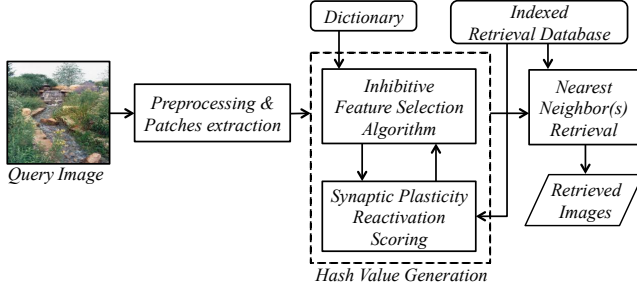 Dictionary
Indexed
Retrieval Database
Preprocessing &
Patches extraction
Inhibitive
Feature Selection
Algorithm
Nearest
Neighbor(s)
Retrieval
Query Image
Synaptic Plasticity
Reactivation
Scoring
Retrieved
Images
Hash Value Generation